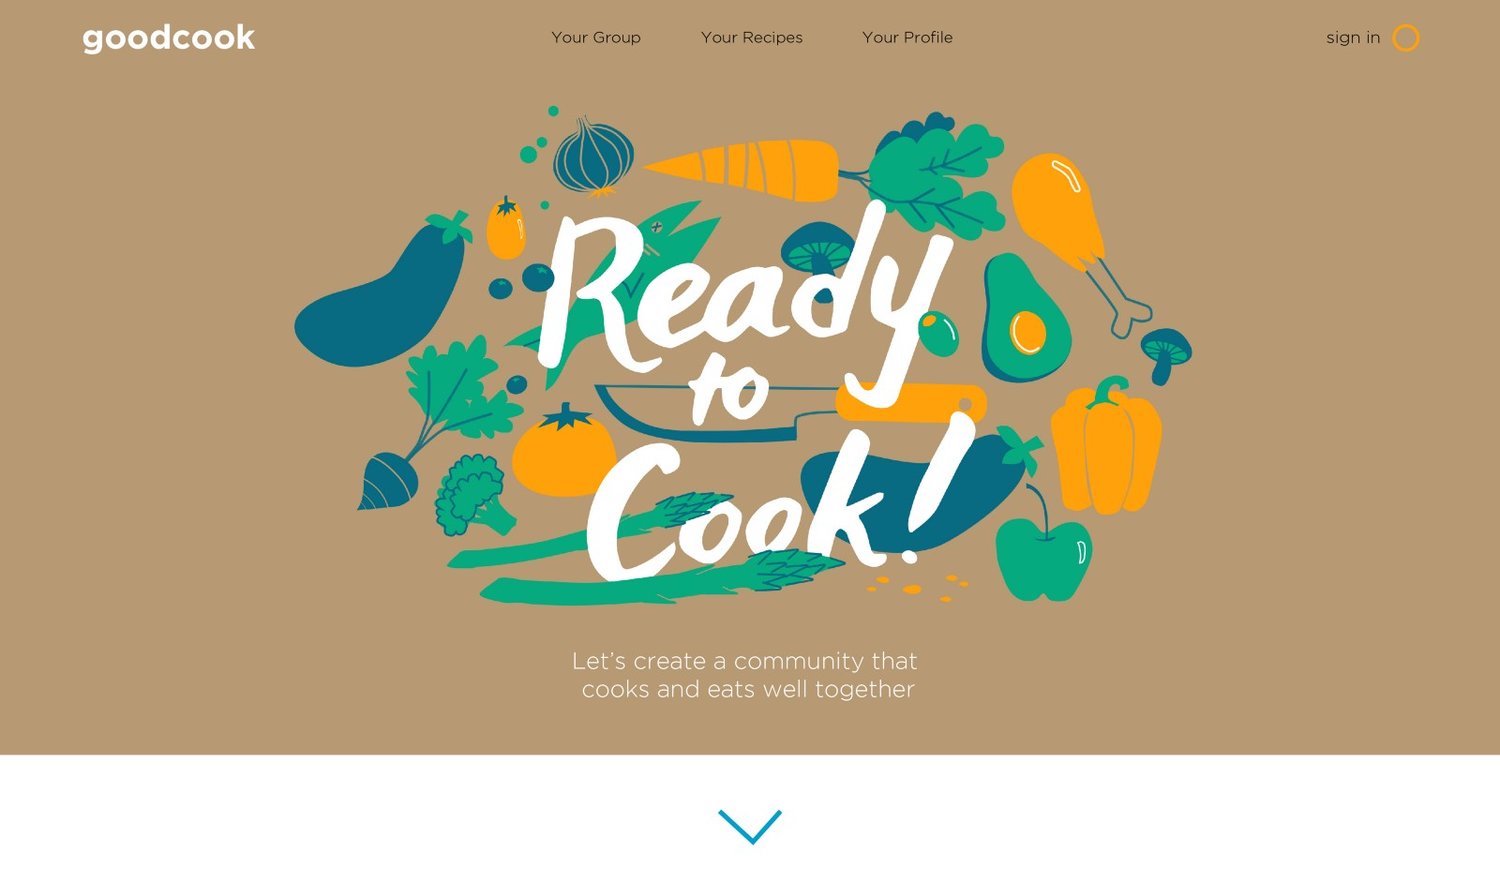 goodcook
Your Group
Your Recipes
Your Profile
sign in
Ready
to
Cook!
Let’s create a community that
cooks and eats well together